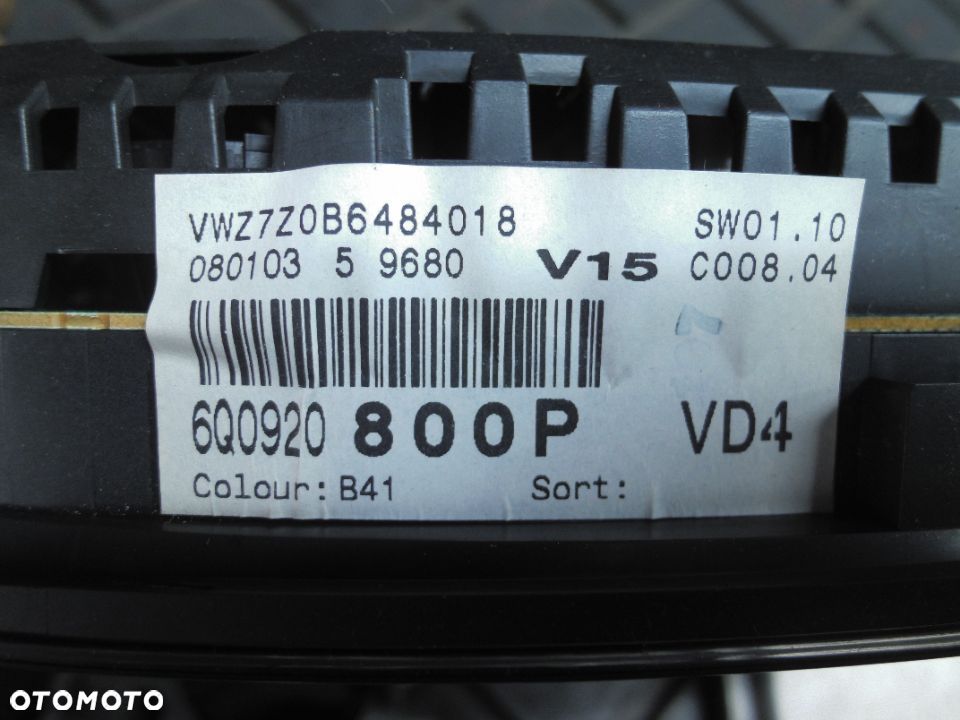 VWZ7Z0B6484018 SW01.10
080103 5 9680 V15 C008.04
6Q0920 800P VD4
Colour: B41 Sort:
OTOMOTO